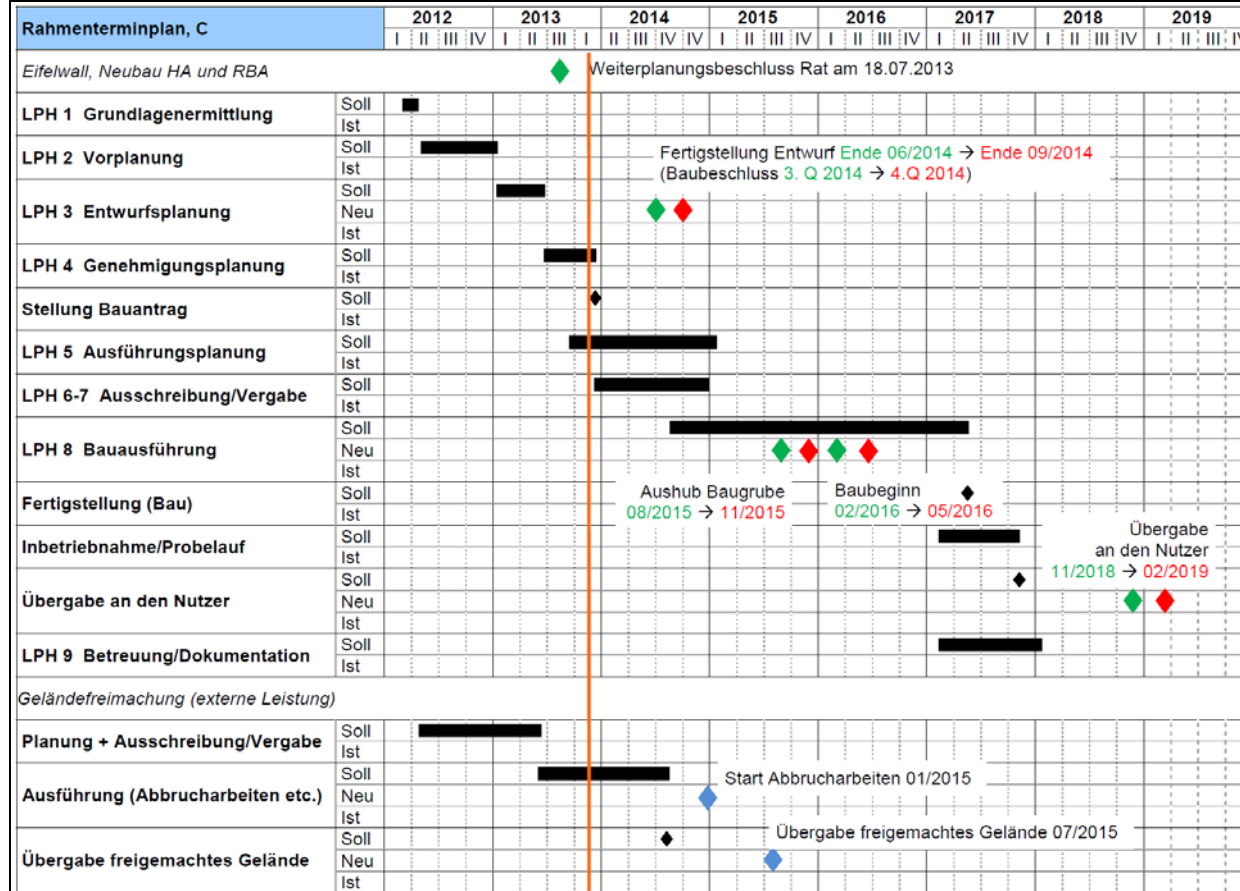 Rahmenterminplan, C
2012 2013 2014 2015 2016 2017 2018 2019
I II III IV I II III I II III IV IV I II III IV I II III IV I II III IV I II III IV I II III IV
Eifelwall, Neubau HA und RBA
Weiterplanungsbeschluss Rat am 18.07.2013
LPH 1 Grundlagenermittlung
Soll
Ist
LPH 2 Vorplanung
Soll
Ist
Fertigstellung Entwurf Ende 06/2014 → Ende 09/2014
(Baubeschluss 3. Q 2014 → 4.Q 2014)
LPH 3 Entwurfsplanung
Soll
Neu
Ist
LPH 4 Genehmigungsplanung
Soll
Ist
Stellung Bauantrag
Soll
Ist
LPH 5 Ausführungsplanung
Soll
Ist
LPH 6-7 Ausschreibung/Vergabe
Soll
Ist
LPH 8 Bauausführung
Soll
Neu
Ist
Aushub Baugrube
08/2015 → 11/2015
Baubeginn
02/2016 → 05/2016
Fertigstellung (Bau)
Soll
Ist
Inbetriebnahme/Probelauf
Soll
Ist
Übergabe
an den Nutzer
11/2018 → 02/2019
Übergabe an den Nutzer
Soll
Neu
Ist
LPH 9 Betreuung/Dokumentation
Soll
Ist
Geländefreimachung (externe Leistung)
Planung + Ausschreibung/Vergabe
Soll
Ist
Ausführung (Abbrucharbeiten etc.)
Soll
Neu
Ist
Start Abbrucharbeiten 01/2015
Übergabe freigemachtes Gelände
Soll
Neu
Ist
Übergabe freigemachtes Gelände 07/2015